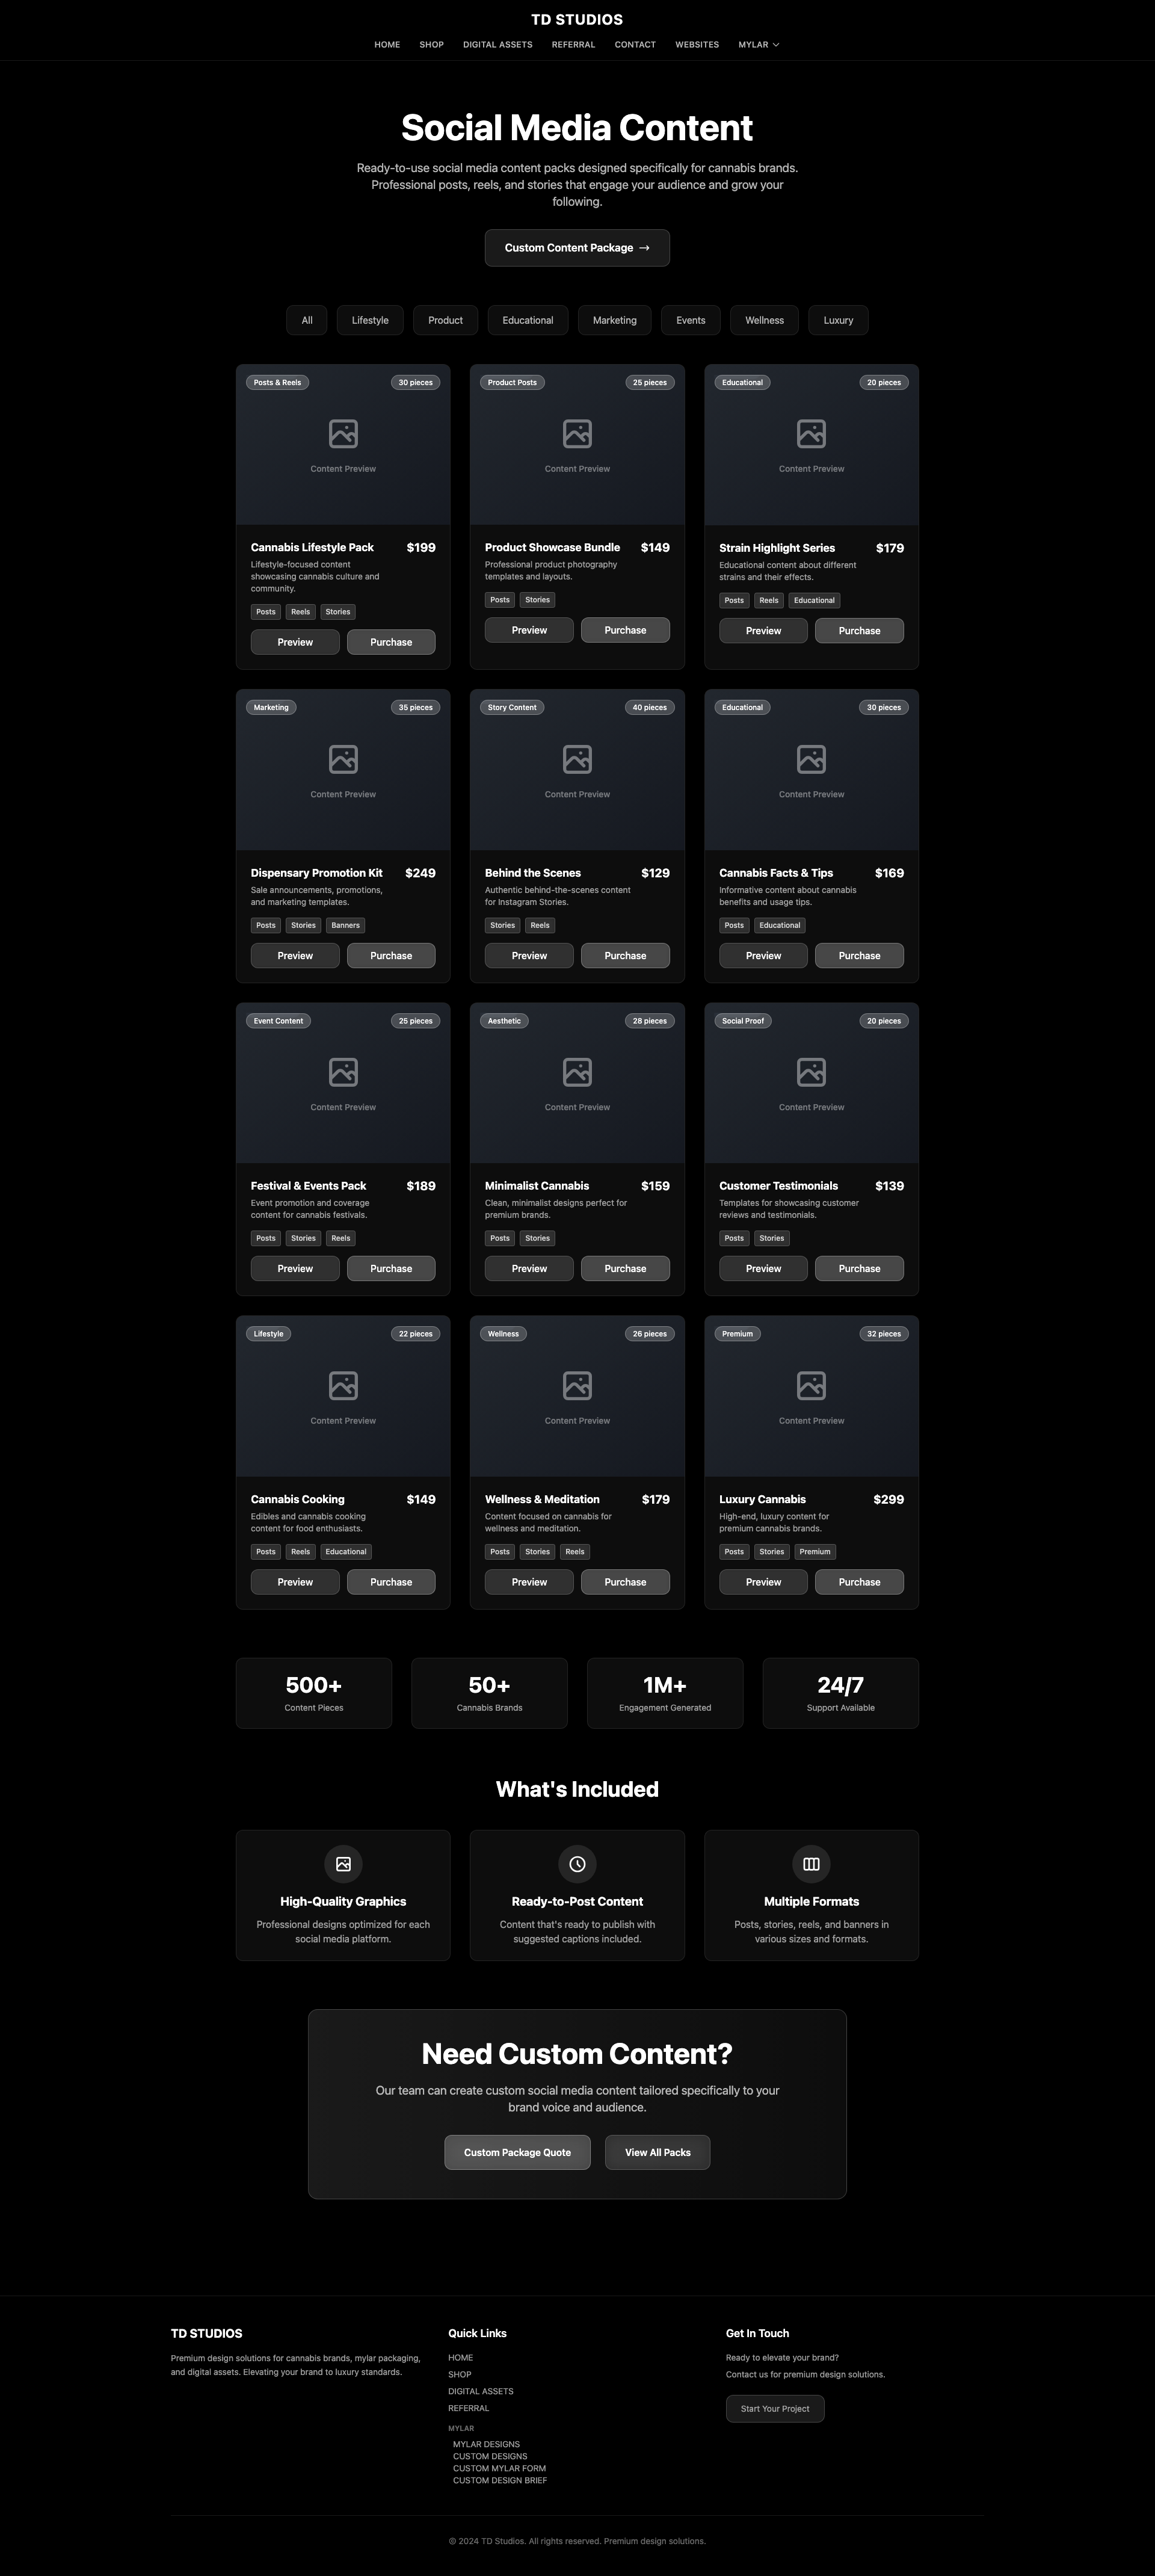 TD STUDIOS
HOME SHOP DIGITAL ASSETS REFERRAL CONTACT WEBSITES MYLAR
Social Media Content
Ready-to-use social media content packs designed specifically for cannabis brands.
Professional posts, reels, and stories that engage your audience and grow your
following.
Custom Content Package →
All Lifestyle Product Educational Marketing Events Wellness Luxury
Posts & Reels 30 pieces
Content Preview
Cannabis Lifestyle Pack $199
Lifestyle-focused content
showcasing cannabis culture and
community.
Posts Reels Stories
Preview Purchase
Product Posts 25 pieces
Content Preview
Product Showcase Bundle $149
Professional product photography
templates and layouts.
Posts Stories
Preview Purchase
Educational 20 pieces
Content Preview
Strain Highlight Series $179
Educational content about different
strains and their effects.
Posts Reels Educational
Preview Purchase
Marketing 35 pieces
Content Preview
Dispensary Promotion Kit $249
Sale announcements, promotions,
and marketing templates.
Posts Stories Banners
Preview Purchase
Story Content 40 pieces
Content Preview
Behind the Scenes $129
Authentic behind-the-scenes content
for Instagram Stories.
Stories Reels
Preview Purchase
Educational 30 pieces
Content Preview
Cannabis Facts & Tips $169
Informative content about cannabis
benefits and usage tips.
Posts Educational
Preview Purchase
Event Content 25 pieces
Content Preview
Festival & Events Pack $189
Event promotion and coverage
content for cannabis festivals.
Posts Stories Reels
Preview Purchase
Aesthetic 28 pieces
Content Preview
Minimalist Cannabis $159
Clean, minimalist designs perfect for
premium brands.
Posts Stories
Preview Purchase
Social Proof 20 pieces
Content Preview
Customer Testimonials $139
Templates for showcasing customer
reviews and testimonials.
Posts Stories
Preview Purchase
Lifestyle 22 pieces
Content Preview
Cannabis Cooking $149
Edibles and cannabis cooking
content for food enthusiasts.
Posts Reels Educational
Preview Purchase
Wellness 26 pieces
Content Preview
Wellness & Meditation $179
Content focused on cannabis for
wellness and meditation.
Posts Stories Reels
Preview Purchase
Premium 32 pieces
Content Preview
Luxury Cannabis $299
High-end, luxury content for
premium cannabis brands.
Posts Stories Premium
Preview Purchase
500+
Content Pieces
50+
Cannabis Brands
1M+
Engagement Generated
24/7
Support Available
What's Included
High-Quality Graphics
Professional designs optimized for each
social media platform.
Ready-to-Post Content
Content that's ready to publish with
suggested captions included.
Multiple Formats
Posts, stories, reels, and banners in
various sizes and formats.
Need Custom Content?
Our team can create custom social media content tailored specifically to your
brand voice and audience.
Custom Package Quote View All Packs
TD STUDIOS
Premium design solutions for cannabis brands, mylar packaging,
and digital assets. Elevating your brand to luxury standards.
Quick Links
HOME
SHOP
DIGITAL ASSETS
REFERRAL
MYLAR
MYLAR DESIGNS
CUSTOM DESIGNS
CUSTOM MYLAR FORM
CUSTOM DESIGN BRIEF
Get In Touch
Ready to elevate your brand?
Contact us for premium design solutions.
Start Your Project
© 2024 TD Studios. All rights reserved. Premium design solutions.